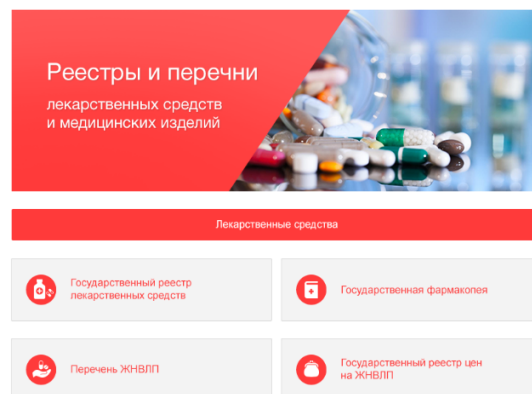 Реестры и перечни
лекарственных средств
и медицинских изделий
Лекарственные средства
Государственный реестр
лекарственных средств
Государственная фармакопея
Перечень ЖНВЛП
Государственный реестр цен
на ЖНВЛП